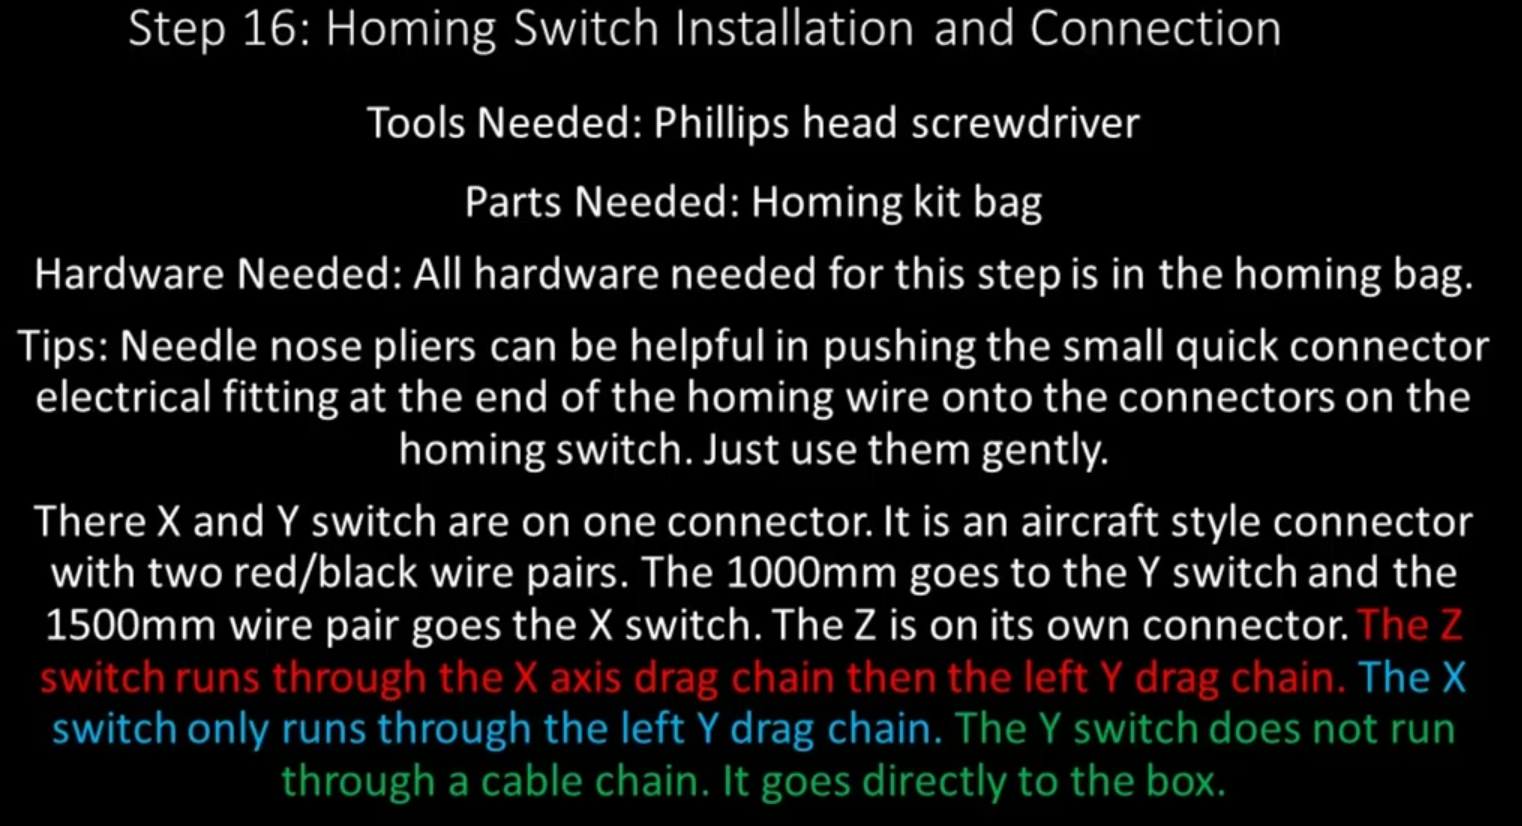 Step 16: Homing Switch Installation and Connection
Tools Needed: Phillips head screwdriver
Parts Needed: Homing kit bag
Hardware Needed: All hardware needed for this step is in the homing bag.
Tips: Needle nose pliers can be helpful in pushing the small quick connector
electrical fitting at the end of the homing wire onto the connectors on the
homing switch. Just use them gently.
There X and Y switch are on one connector. It is an aircraft style connector
with two red/black wire pairs. The 1000mm goes to the Y switch and the
1500mm wire pair goes the X switch. The Z is on its own connector. The Z
switch runs through the X axis drag chain then the left Y drag chain. The X
switch only runs through the left Y drag chain. The Y switch does not run
through a cable chain. It goes directly to the box.